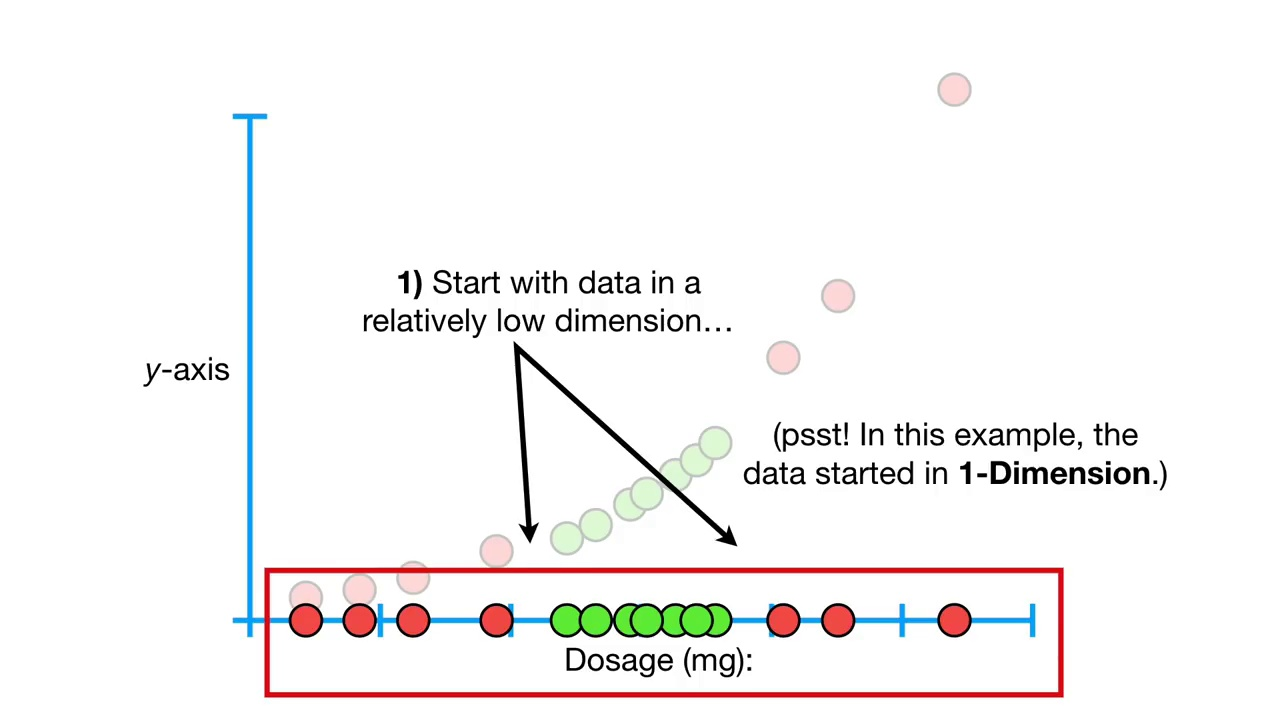 1) Start with data in a
relatively low dimension…
y-axis
(psst! In this example, the
data started in 1-Dimension.)
Dosage (mg):